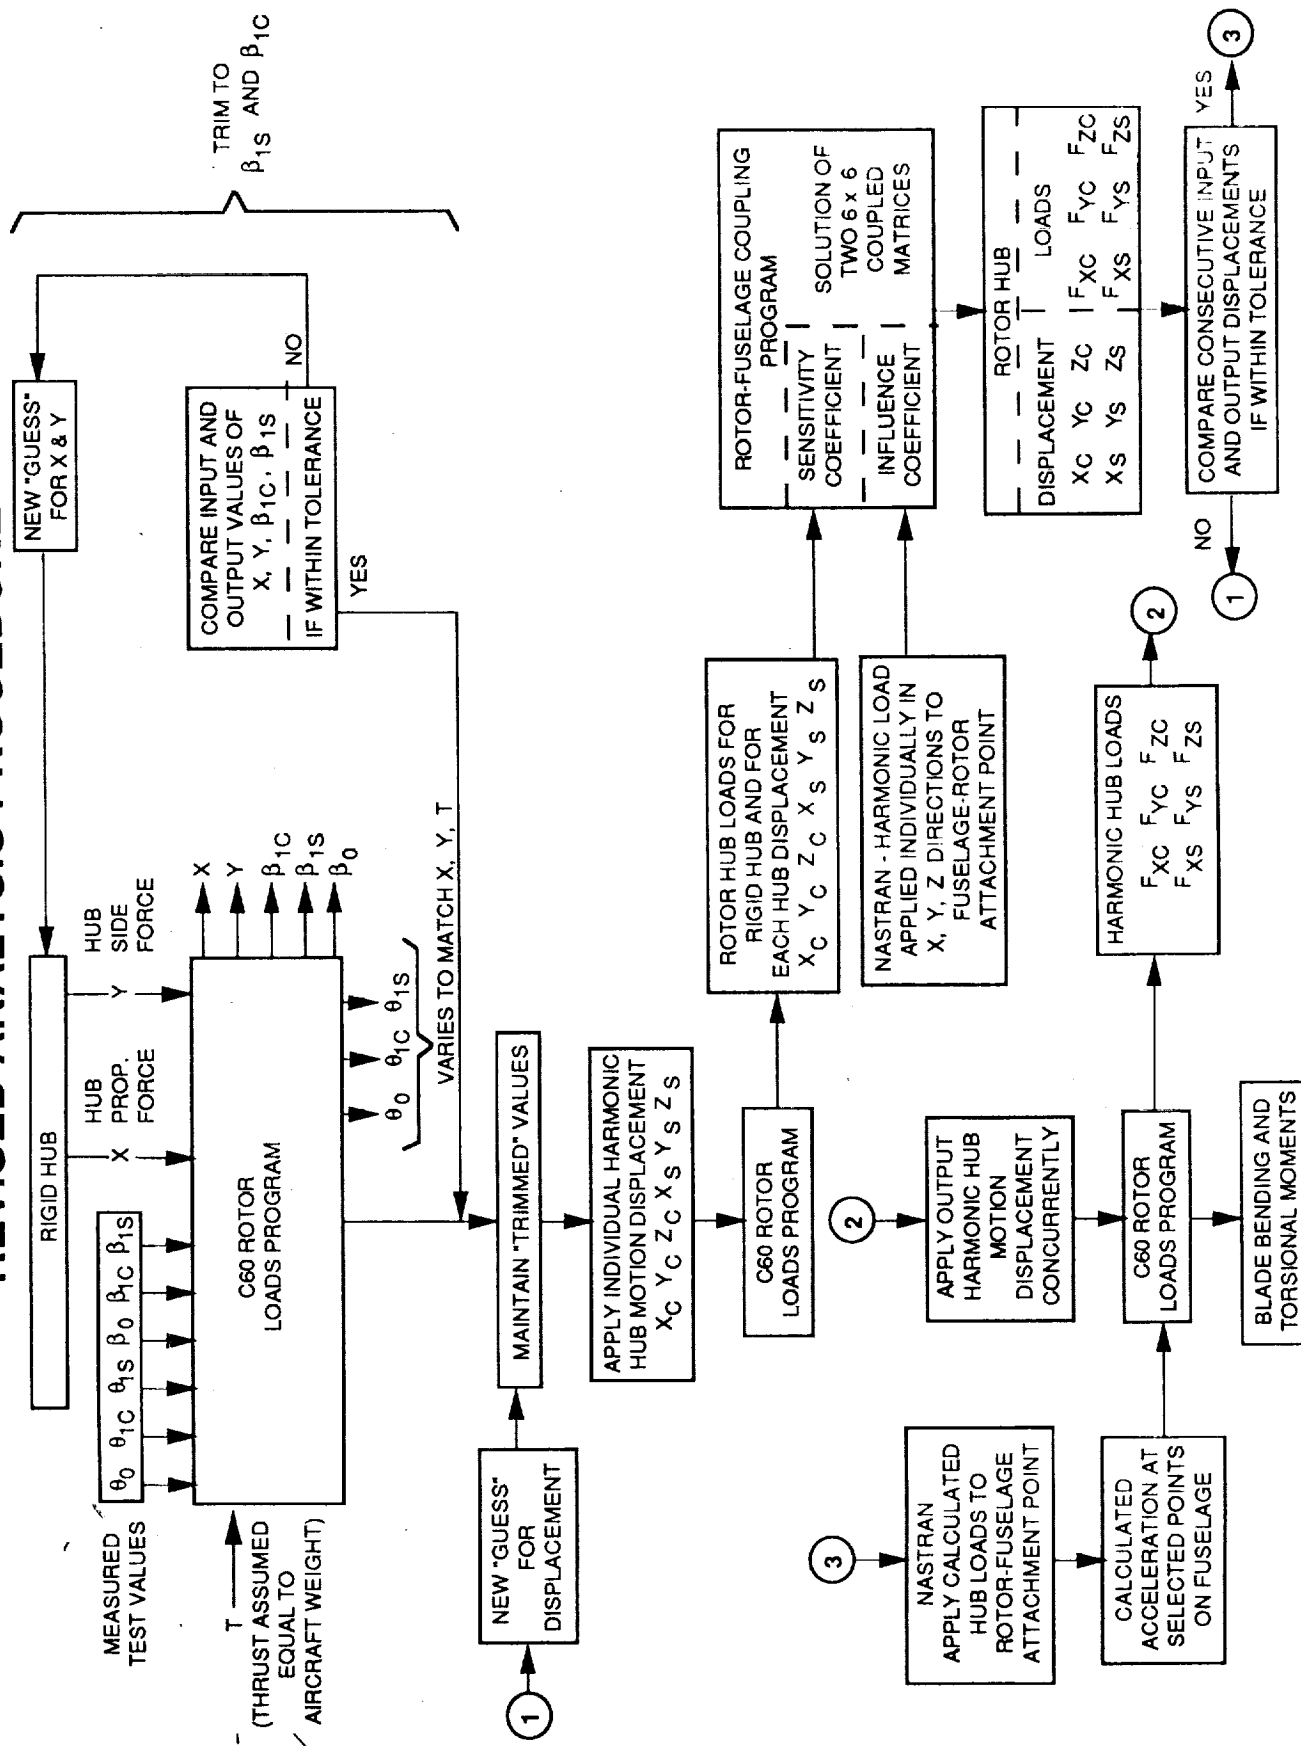 RIGID HUB
NEW "GUESS"
FOR X & Y
X
HUB
PROP.
FORCE
Y
HUB
SIDE
FORCE
MEASURED
TEST VALUES
θ0 θ1C θ1S β0 β1C β1S
T
(THRUST ASSUMED
EQUAL TO
AIRCRAFT WEIGHT)
C60 ROTOR
LOADS PROGRAM
X
Y
β1C
β1S
β0
θ0 θ1C θ1S
VARIES TO MATCH X, Y, T
COMPARE INPUT AND
OUTPUT VALUES OF
X, Y, β1C, β1S
IF WITHIN TOLERANCE
NO
YES
TRIM TO
β1S AND β1C
1
NEW "GUESS"
FOR
DISPLACEMENT
MAINTAIN "TRIMMED" VALUES
APPLY INDIVIDUAL HARMONIC
HUB MOTION DISPLACEMENT
XC YC ZC XS YS ZS
C60 ROTOR
LOADS PROGRAM
ROTOR HUB LOADS FOR
RIGID HUB AND FOR
EACH HUB DISPLACEMENT
XC YC ZC XS YS ZS
NASTRAN - HARMONIC LOAD
APPLIED INDIVIDUALLY IN
X, Y, Z DIRECTIONS TO
FUSELAGE-ROTOR
ATTACHMENT POINT
ROTOR-FUSELAGE COUPLING
PROGRAM
SENSITIVITY
COEFFICIENT
INFLUENCE
COEFFICIENT
SOLUTION OF
TWO 6 x 6
COUPLED
MATRICES
ROTOR HUB
DISPLACEMENT
XC YC ZC
XS YS ZS
LOADS
FXC FYC FZC
FXS FYS FZS
COMPARE CONSECUTIVE INPUT
AND OUTPUT DISPLACEMENTS
IF WITHIN TOLERANCE
NO
1
YES
3
2
APPLY OUTPUT
HARMONIC HUB
MOTION
DISPLACEMENT
CONCURRENTLY
C60 ROTOR
LOADS PROGRAM
HARMONIC HUB LOADS
FXC FYC FZC
FXS FYS FZS
2
BLADE BENDING AND
TORSIONAL MOMENTS
3
NASTRAN
APPLY CALCULATED
HUB LOADS TO
ROTOR-FUSELAGE
ATTACHMENT POINT
CALCULATED
ACCELERATION AT
SELECTED POINTS
ON FUSELAGE